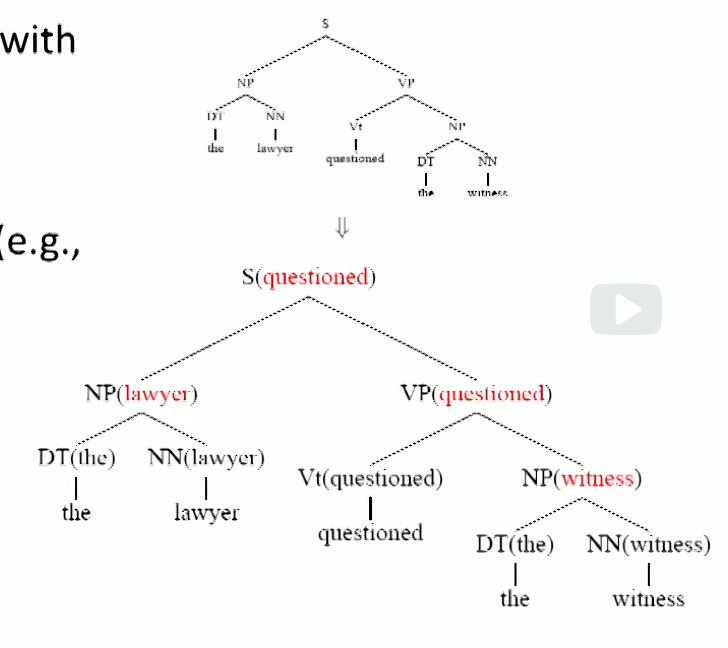 with
S
NP VP
DT NN
Vt NP
the lawyer
questioned DT NN
the witness
⇓
(e.g.,
S(questioned)
NP(lawyer) VP(questioned)
DT(the) NN(lawyer)
Vt(questioned) NP(witness)
the lawyer
questioned
DT(the) NN(witness)
the witness